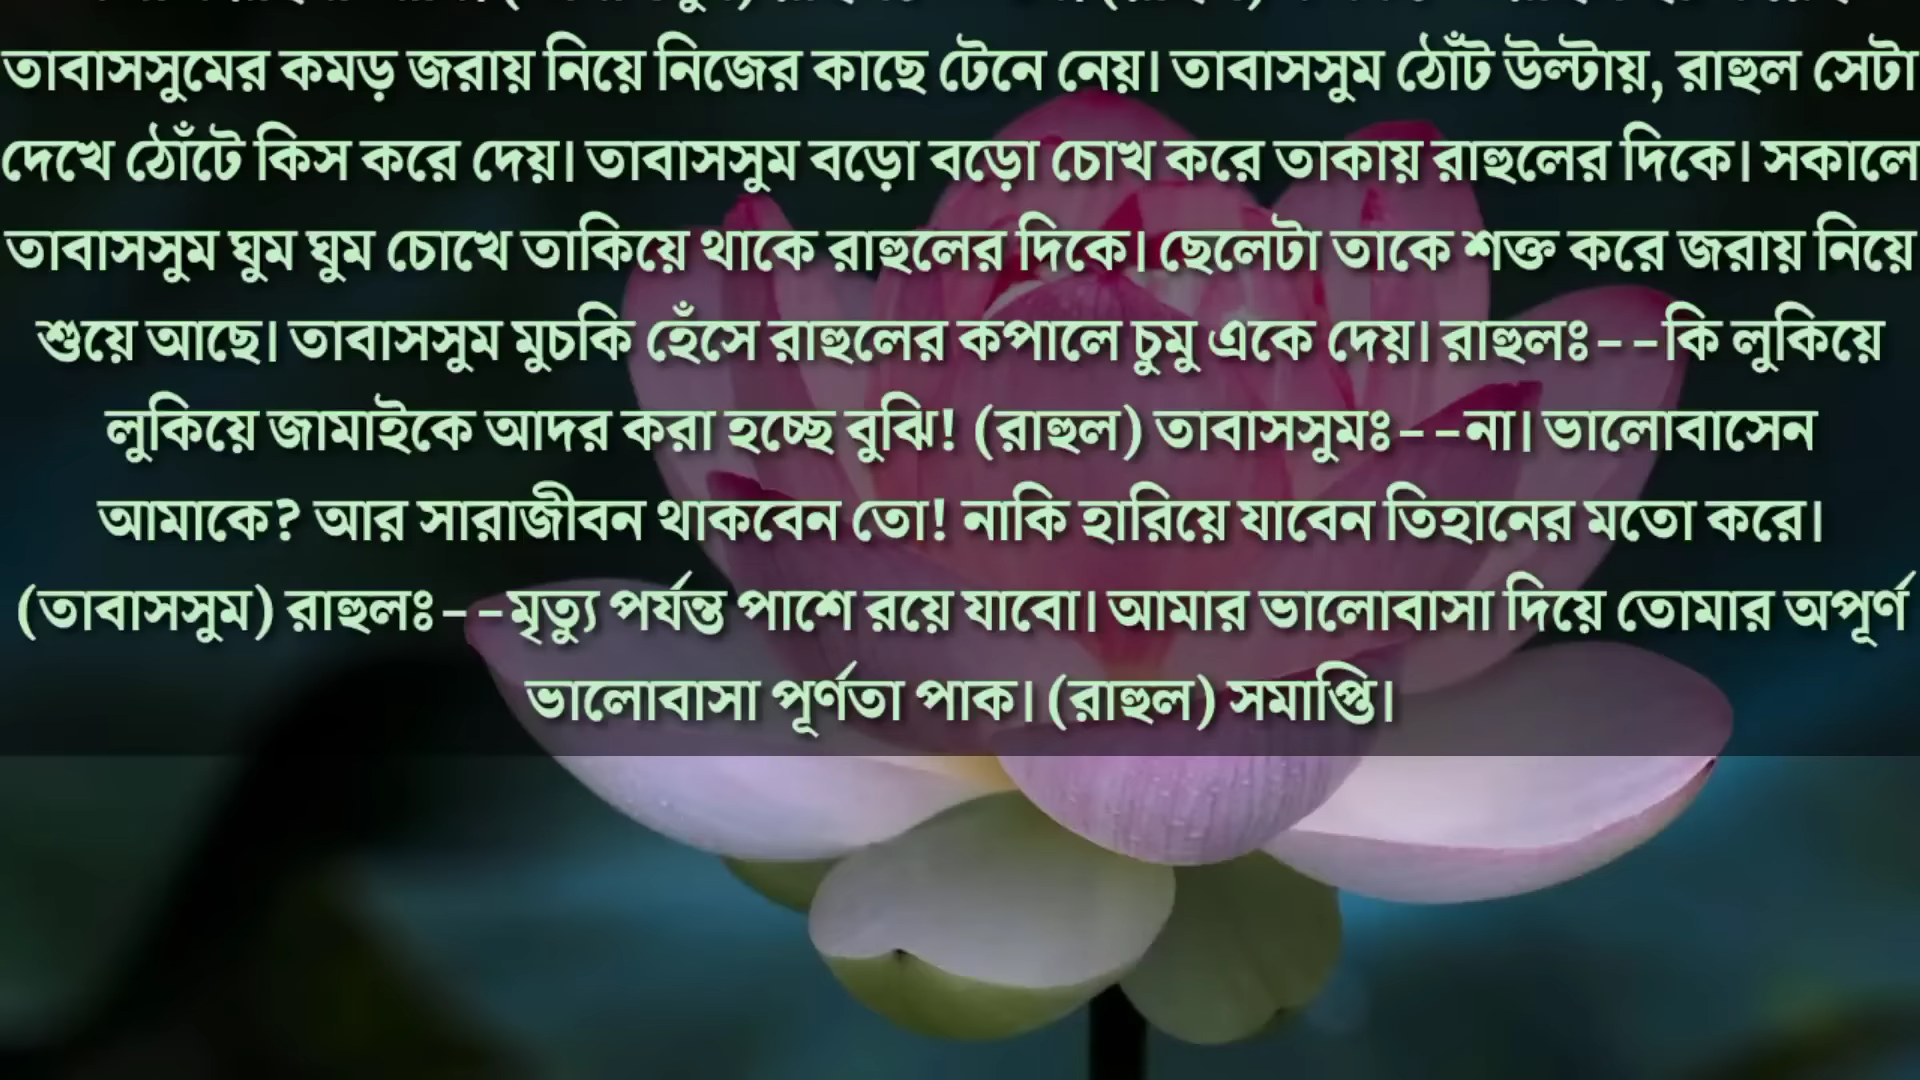 তাবাসসুমের কমড় জরায় নিয়ে নিজের কাছে টেনে নেয়। তাবাসসুম ঠোঁট উল্টায়, রাহুল সেটা
দেখে ঠোঁটে কিস করে দেয়। তাবাসসুম বড়ো বড়ো চোখ করে তাকায় রাহুলের দিকে। সকালে
তাবাসসুম ঘুম ঘুম চোখে তাকিয়ে থাকে রাহুলের দিকে। ছেলেটা তাকে শক্ত করে জরায় নিয়ে
শুয়ে আছে। তাবাসসুম মুচকি হেঁসে রাহুলের কপালে চুমু একে দেয়। রাহুলঃ--কি লুকিয়ে
লুকিয়ে জামাইকে আদর করা হচ্ছে বুঝি! (রাহুল) তাবাসসুমঃ--না। ভালোবাসেন
আমাকে? আর সারাজীবন থাকবেন তো! নাকি হারিয়ে যাবেন তিহানের মতো করে।
(তাবাসসুম) রাহুলঃ--মৃত্যু পর্যন্ত পাশে রয়ে যাবো। আমার ভালোবাসা দিয়ে তোমার অপূর্ণ
ভালোবাসা পূর্ণতা পাক। (রাহুল) সমাপ্তি।